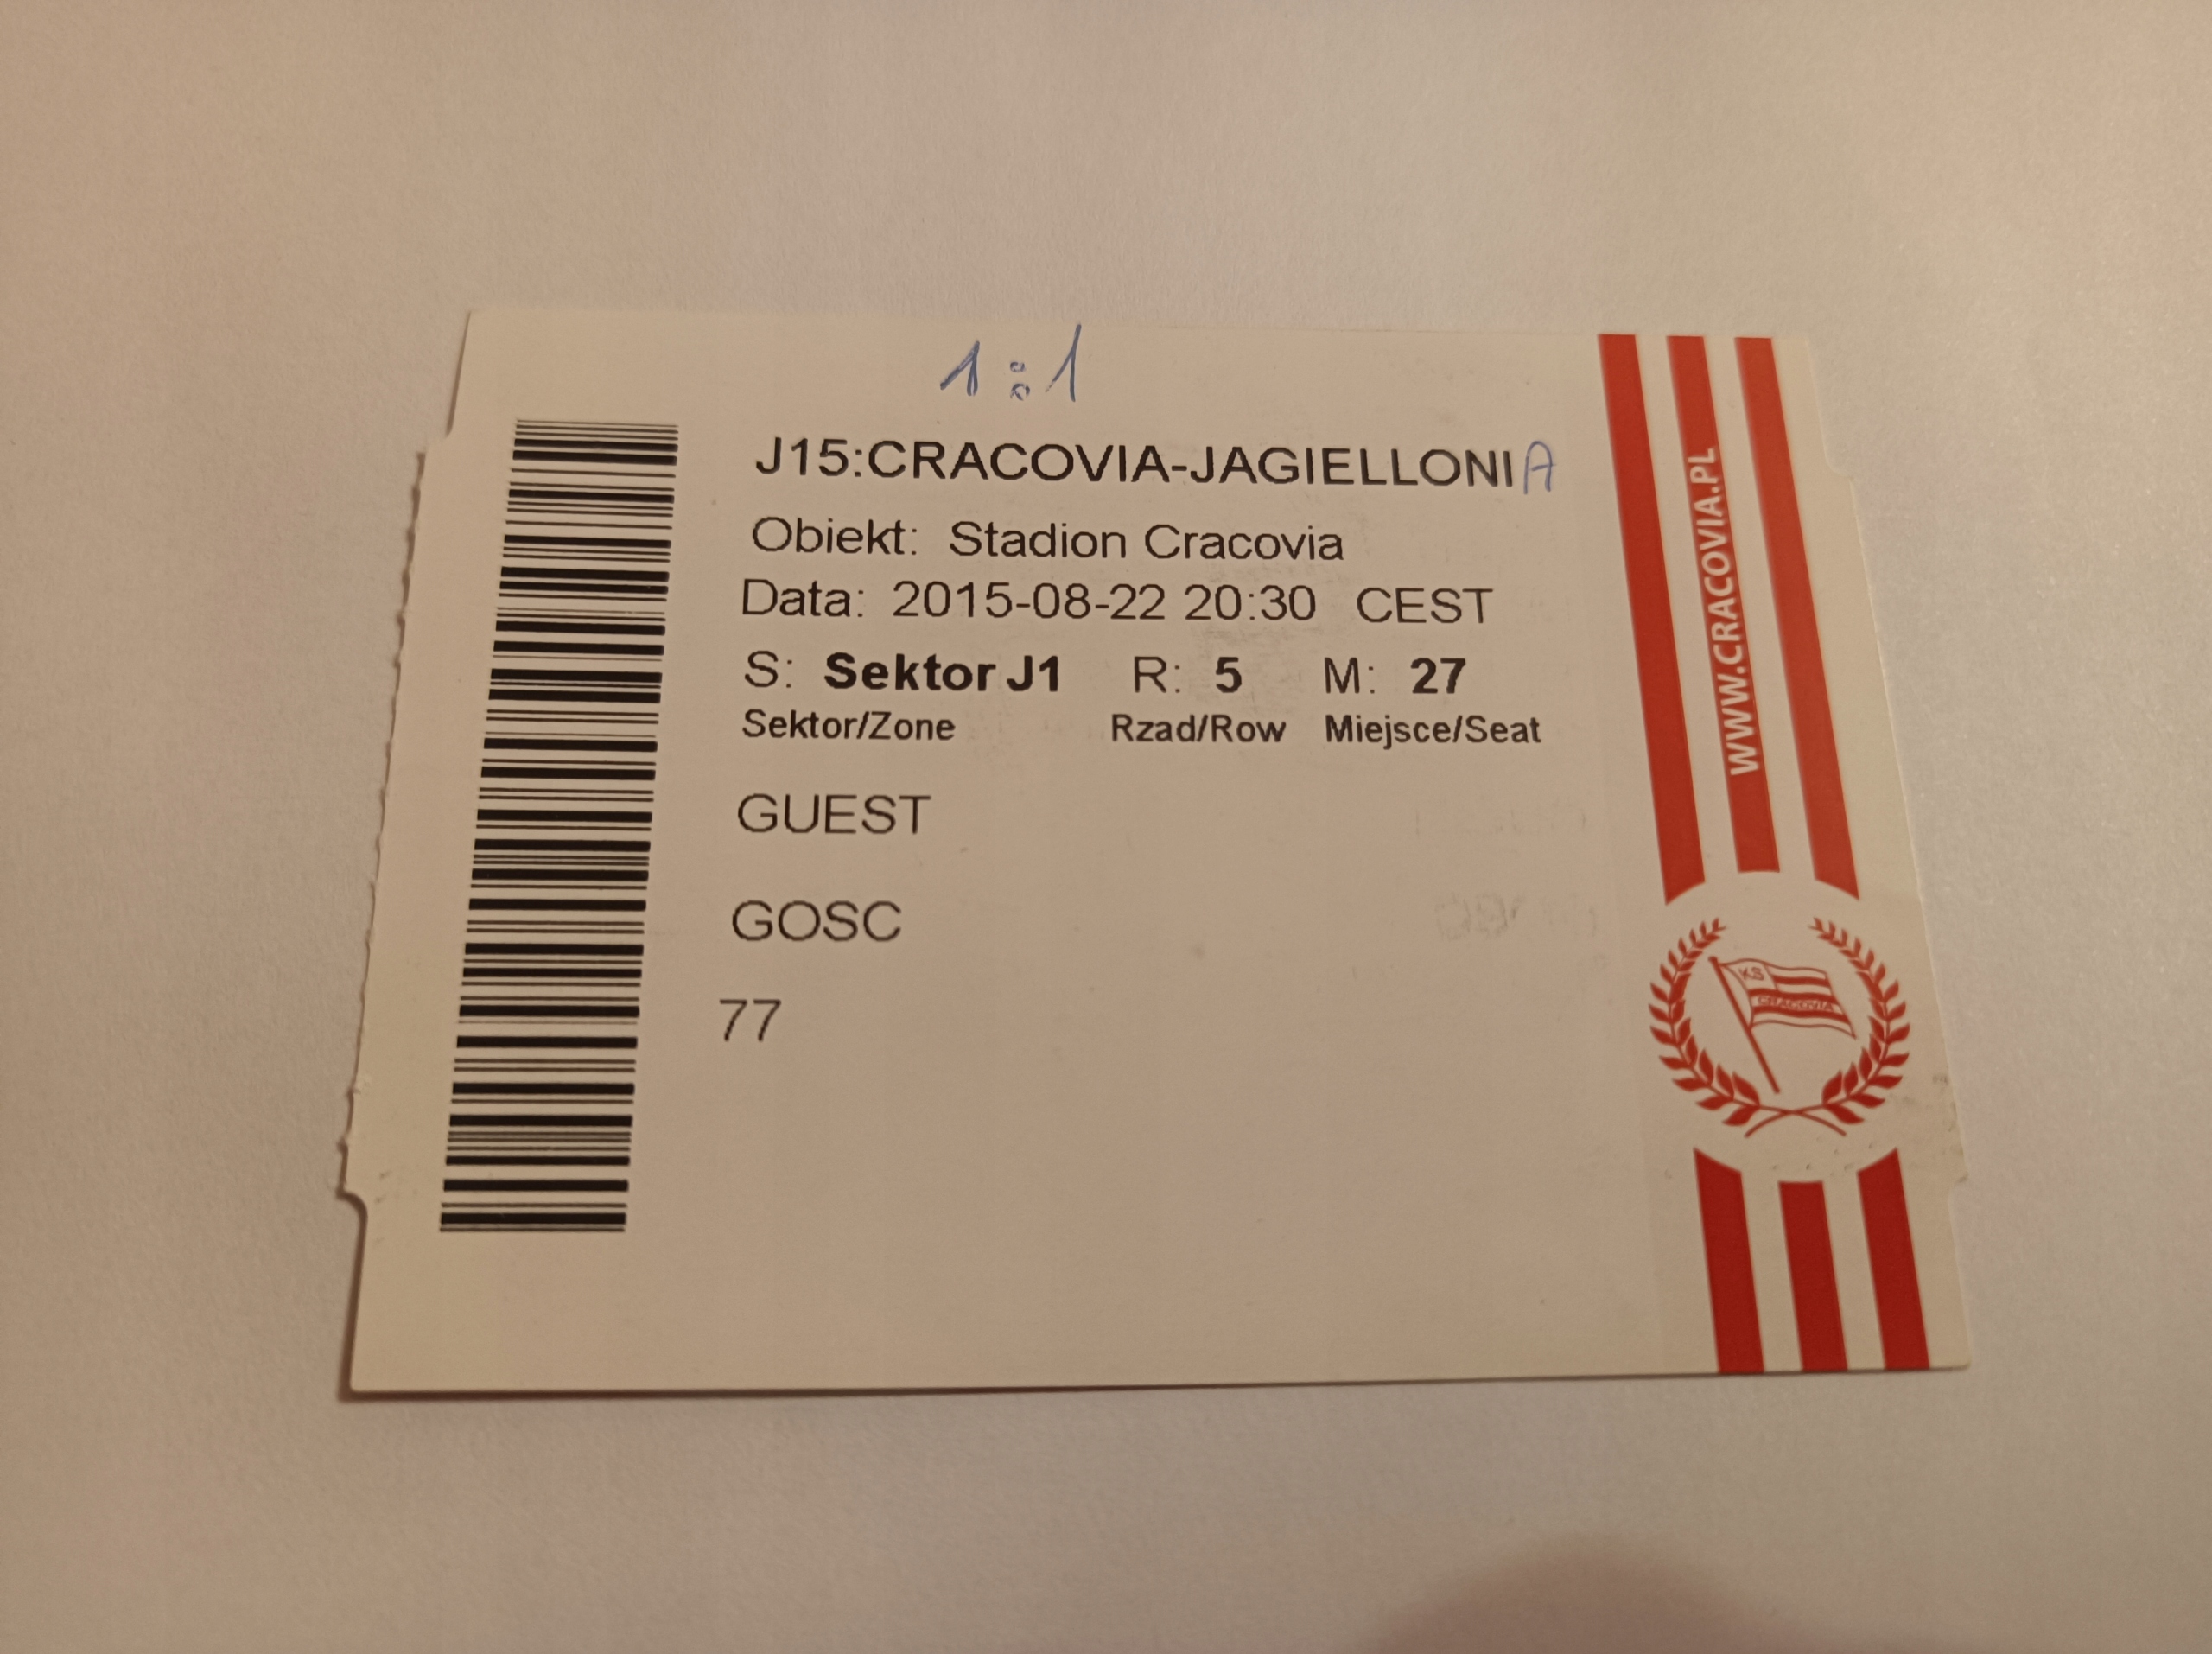 1:1
J15:CRACOVIA-JAGIELLONIA
Obiekt: Stadion Cracovia
Data: 2015-08-22 20:30 CEST
S: Sektor J1 R: 5 M: 27
Sektor/Zone Rzad/Row Miejsce/Seat
GUEST
GOSC
77
WWW.CRACOVIA.PL
KS
CRACOVIA